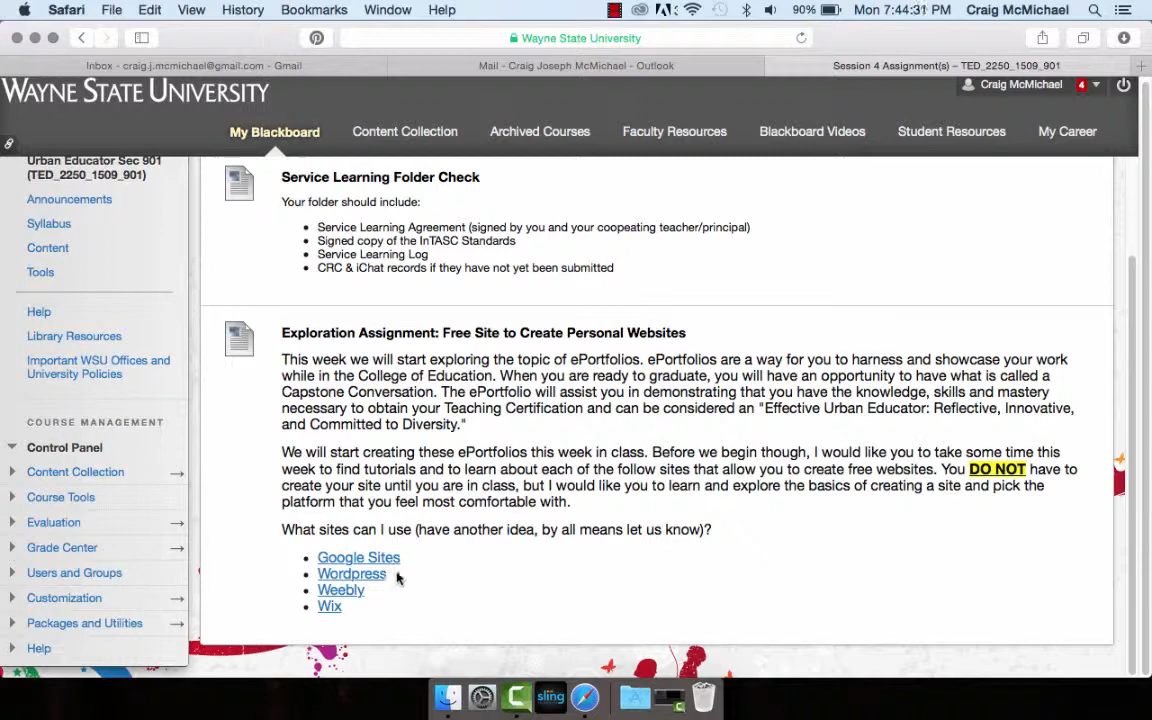 Safari File Edit View History Bookmarks Window Help 90% Mon 7:44:31 PM Craig McMichael
Wayne State University
Inbox - craig.j.mcmichael@gmail.com - Gmail
Mail - Craig Joseph McMichael - Outlook
Session 4 Assignment(s) – TED_2250_1509_901
WAYNE STATE UNIVERSITY
Craig McMichael 4
My Blackboard Content Collection Archived Courses Faculty Resources Blackboard Videos Student Resources My Career
Urban Educator Sec 901
(TED_2250_1509_901)
Announcements
Syllabus
Content
Tools
Help
Library Resources
Important WSU Offices and
University Policies
COURSE MANAGEMENT
Control Panel
Content Collection
Course Tools
Evaluation
Grade Center
Users and Groups
Customization
Packages and Utilities
Help
Service Learning Folder Check
Your folder should include:
• Service Learning Agreement (signed by you and your coopeating teacher/principal)
• Signed copy of the InTASC Standards
• Service Learning Log
• CRC & iChat records if they have not yet been submitted
Exploration Assignment: Free Site to Create Personal Websites
This week we will start exploring the topic of ePortfolios. ePortfolios are a way for you to harness and showcase your work
while in the College of Education. When you are ready to graduate, you will have an opportunity to have what is called a
Capstone Conversation. The ePortfolio will assist you in demonstrating that you have the knowledge, skills and mastery
necessary to obtain your Teaching Certification and can be considered an "Effective Urban Educator: Reflective, Innovative,
and Committed to Diversity."
We will start creating these ePortfolios this week in class. Before we begin though, I would like you to take some time this
week to find tutorials and to learn about each of the follow sites that allow you to create free websites. You DO NOT have to
create your site until you are in class, but I would like you to learn and explore the basics of creating a site and pick the
platform that you feel most comfortable with.
What sites can I use (have another idea, by all means let us know)?
• Google Sites
• Wordpress
• Weebly
• Wix
sling